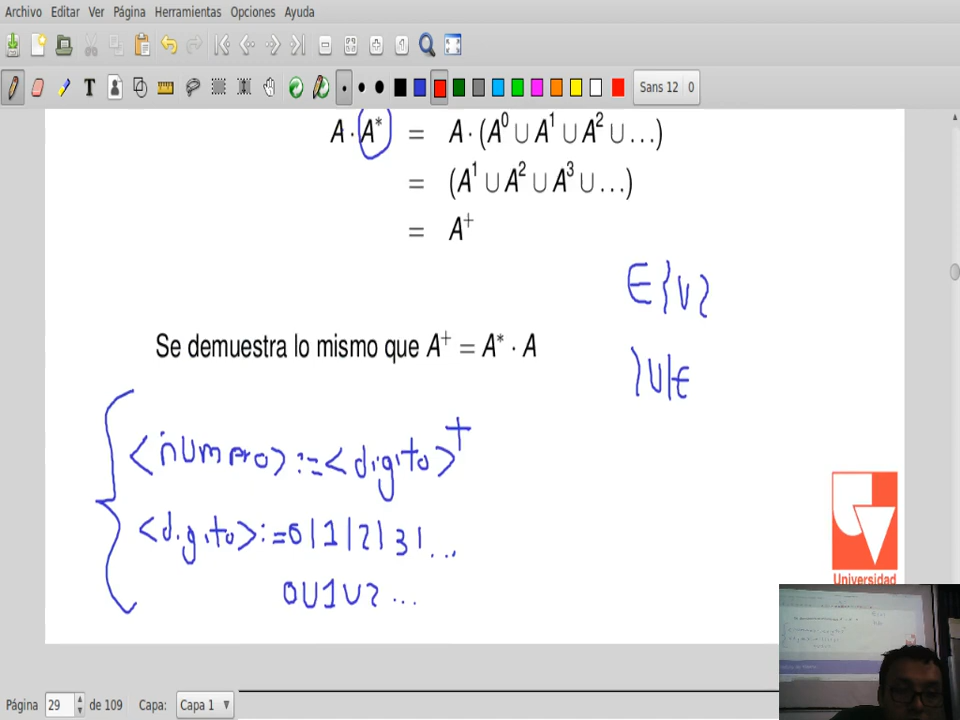 Archivo Editar Ver Página Herramientas Opciones Ayuda
Sans 12 0
A · A* = A · (A⁰ ∪ A¹ ∪ A² ∪ …)
= (A¹ ∪ A² ∪ A³ ∪ …)
= A⁺
Se demuestra lo mismo que A⁺ = A* · A
<numero> ::= <digito>⁺
<digito> := 0|1|2|3|...
0∪1∪2...
Universidad
Página 29 de 109 Capa: Capa 1